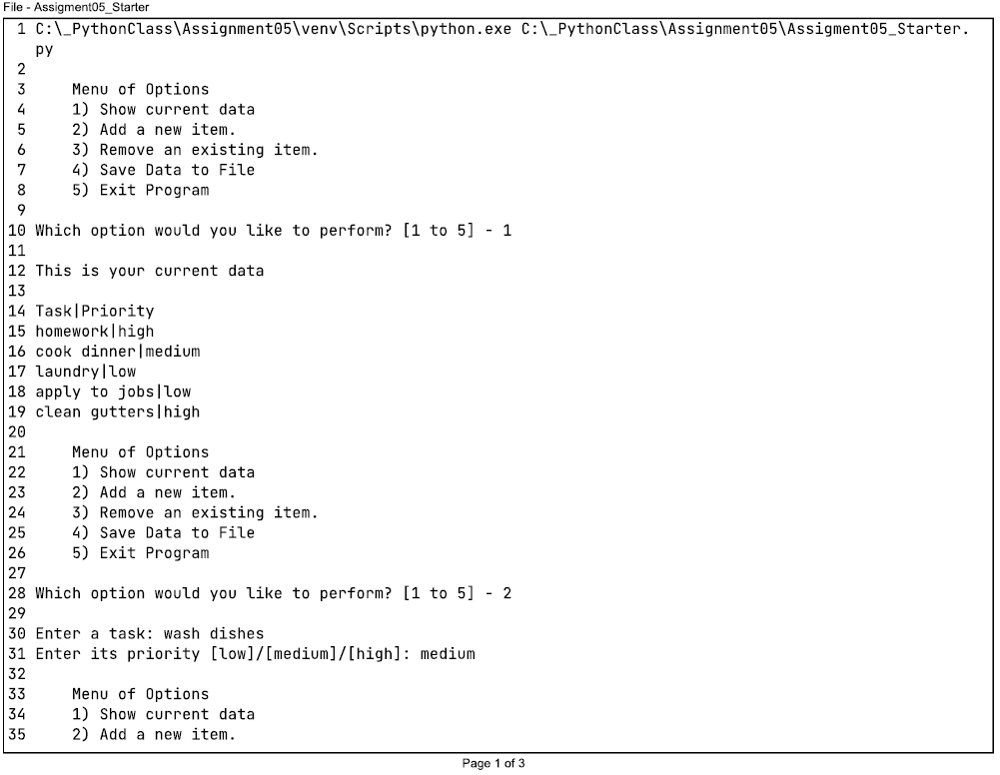 File - Assigment05_Starter
1 C:\_PythonClass\Assignment05\venv\Scripts\python.exe C:\_PythonClass\Assignment05\Assigment05_Starter.
py
2
3     Menu of Options
4     1) Show current data
5     2) Add a new item.
6     3) Remove an existing item.
7     4) Save Data to File
8     5) Exit Program
9
10 Which option would you like to perform? [1 to 5] - 1
11
12 This is your current data
13
14 Task|Priority
15 homework|high
16 cook dinner|medium
17 laundry|low
18 apply to jobs|low
19 clean gutters|high
20
21     Menu of Options
22     1) Show current data
23     2) Add a new item.
24     3) Remove an existing item.
25     4) Save Data to File
26     5) Exit Program
27
28 Which option would you like to perform? [1 to 5] - 2
29
30 Enter a task: wash dishes
31 Enter its priority [low]/[medium]/[high]: medium
32
33     Menu of Options
34     1) Show current data
35     2) Add a new item.
Page 1 of 3